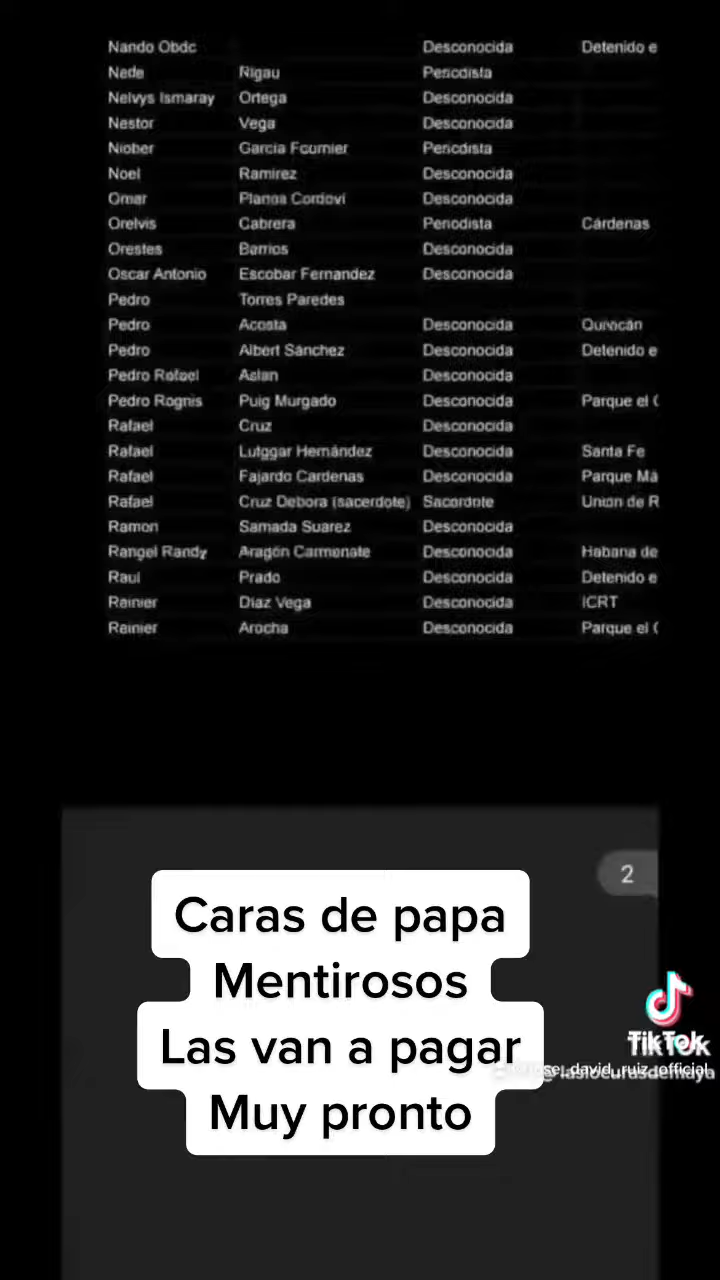 Nando Obdc Desconocida Detenido e
Nede Rigau Periodista
Nelvys Ismaray Ortega Desconocida
Nestor Vega Desconocida
Niober Garcia Fournier Periodista
Noel Ramirez Desconocida
Omar Planos Cordovi Desconocida
Orelvis Cabrera Periodista Cárdenas
Orestes Barrios Desconocida
Oscar Antonio Escobar Fernandez Desconocida
Pedro Torres Paredes
Pedro Acosta Desconocida Quivicán
Pedro Albert Sánchez Desconocida Detenido e
Pedro Rafael Aslan Desconocida
Pedro Rognis Puig Murgado Desconocida Parque el C
Rafael Cruz Desconocida
Rafael Lutggar Hernández Desconocida Santa Fe
Rafael Fajardo Cardenas Desconocida Parque Má
Rafael Cruz Debora (sacerdote) Sacerdote Union de R
Ramon Samada Suarez Desconocida
Rangel Randy Aragón Carmenate Desconocida Habana de
Raul Prado Desconocida Detenido e
Rainier Diaz Vega Desconocida ICRT
Reinier Arocha Desconocida Parque el C
2
Caras de papa
Mentirosos
Las van a pagar
Muy pronto
TikTok